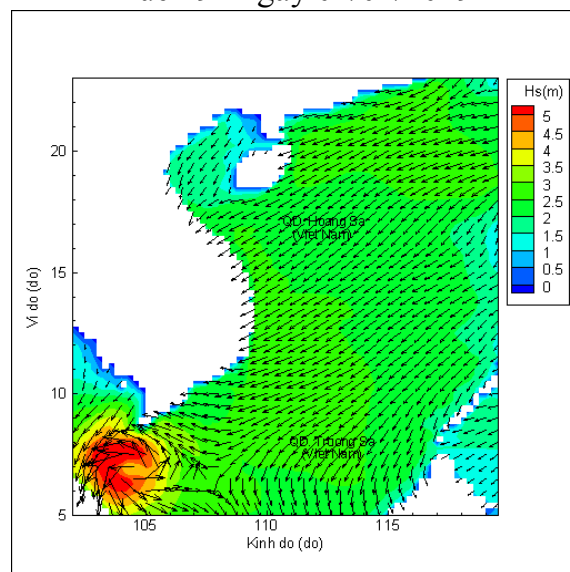 Hs(m)
5
4.5
4
3.5
3
2.5
2
1.5
1
0.5
0
20
15
10
5
Vi do (do)
QD. Hoang Sa
(Viet Nam)
QD. Truong Sa
(Viet Nam)
105
110
115
Kinh do (do)